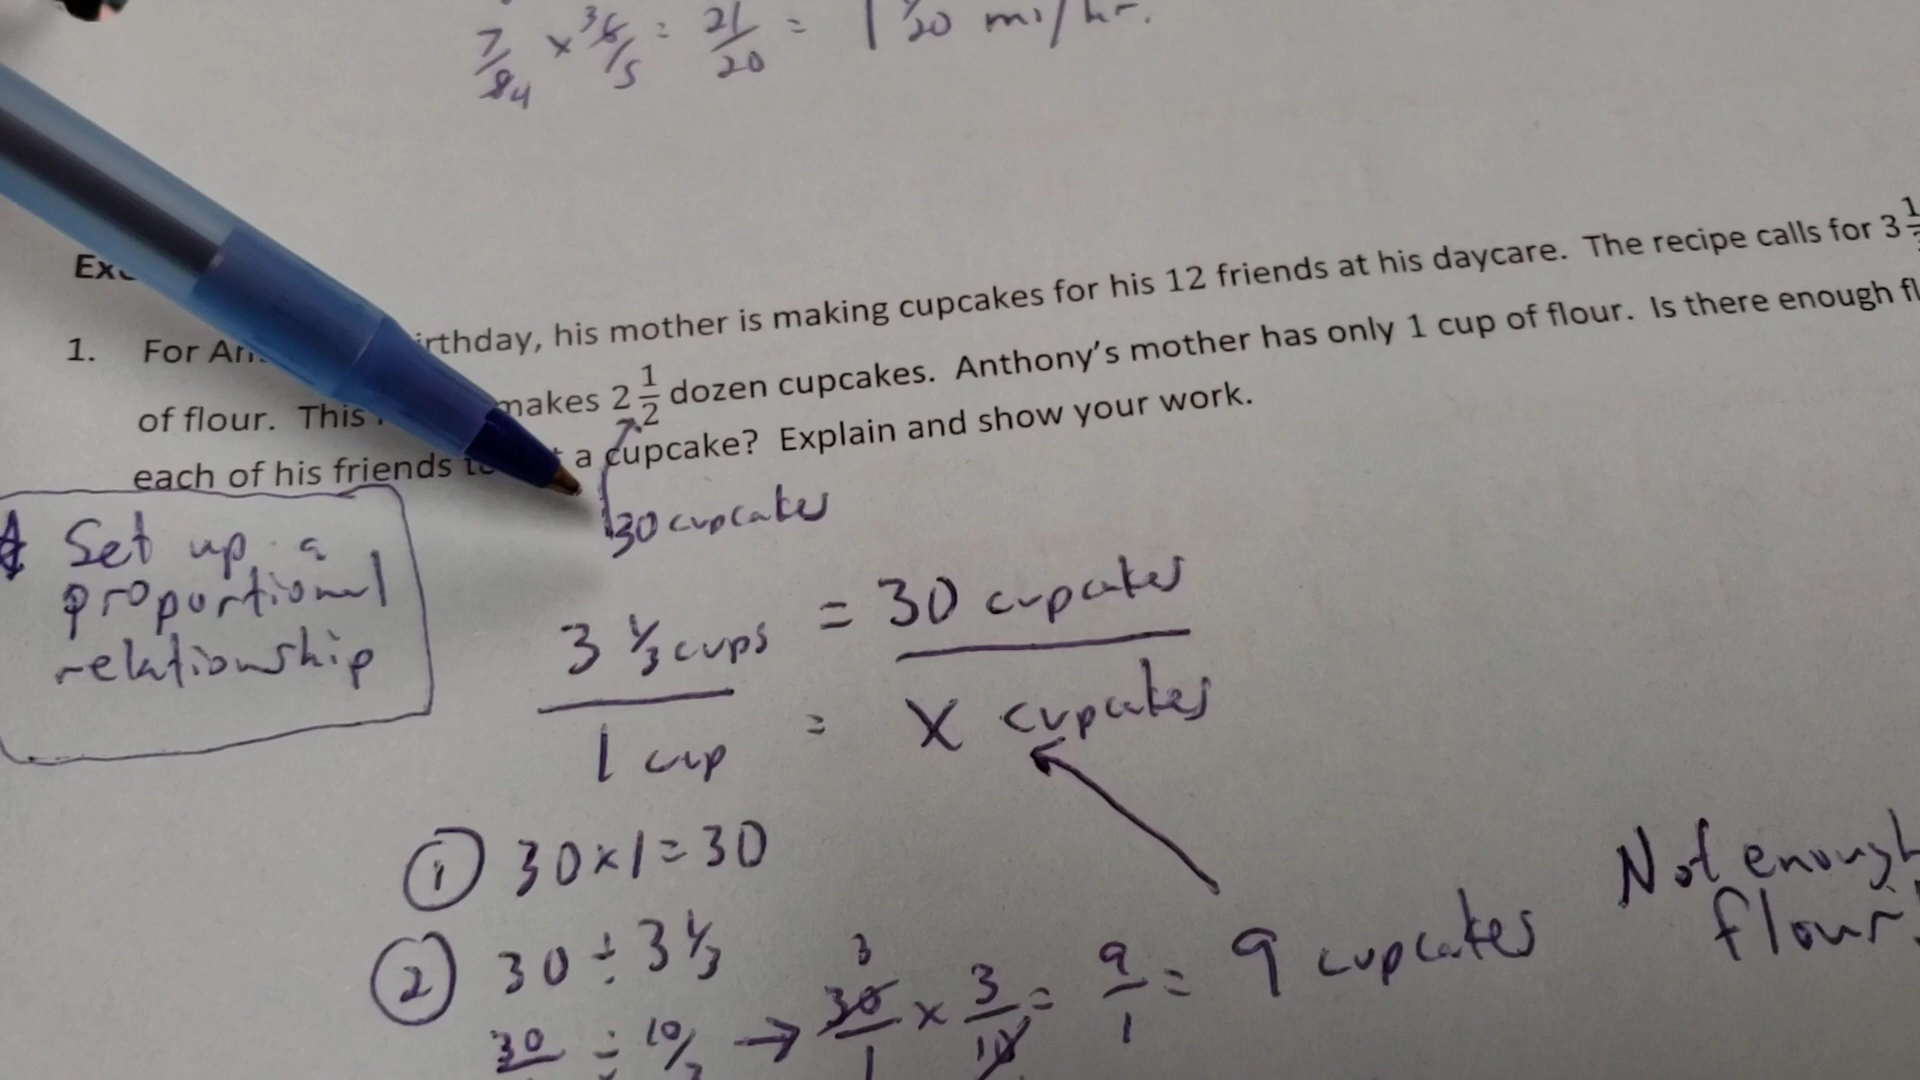 7/84 x 36/5 = 21/20 = 1 1/20 mi/hr.
1. For irthday, his mother is making cupcakes for his 12 friends at his daycare. The recipe calls for 3
of flour. This makes 2 1/2 dozen cupcakes. Anthony's mother has only 1 cup of flour. Is there enough
each of his friends a cupcake? Explain and show your work.
30 cupcakes
Set up a
proportional
relationship
3 1/3 cups = 30 cupcakes
1 cup = x cupcakes
① 30 x 1 = 30
② 30 ÷ 3 1/3
30 ÷ 10/3 → 30/1 x 3/10 = 9/1 = 9 cupcakes
Not enough
flour!